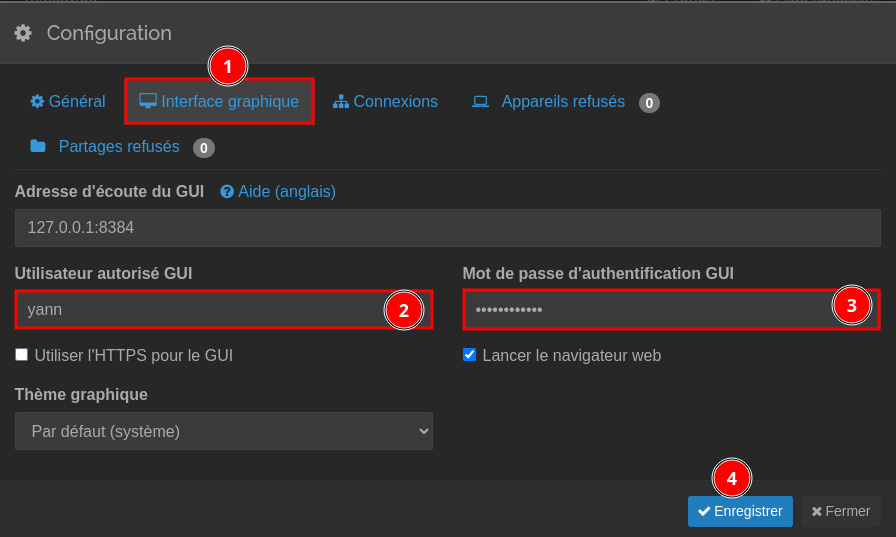 Configuration
1
Général Interface graphique Connexions Appareils refusés 0
Partages refusés 0
Adresse d'écoute du GUI Aide (anglais)
127.0.0.1:8384
Utilisateur autorisé GUI Mot de passe d'authentification GUI
yann 2 •••••••••••• 3
Utiliser l'HTTPS pour le GUI Lancer le navigateur web
Thème graphique
Par défaut (système)
4
Enregistrer Fermer